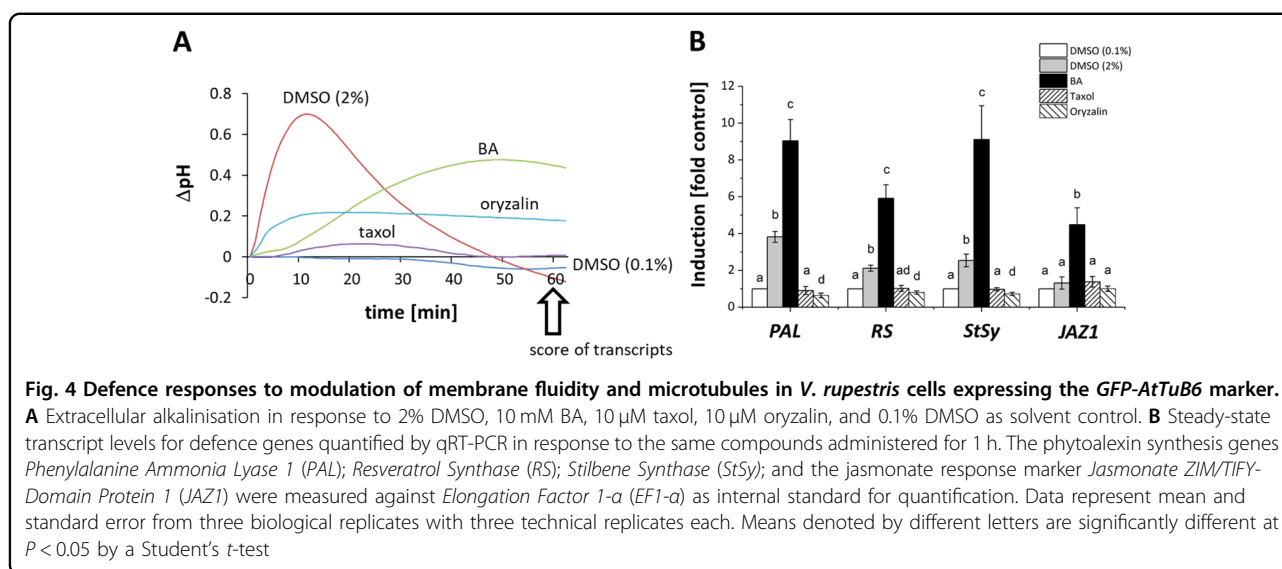 A
DMSO (2%)
BA
oryzalin
taxol
DMSO (0.1%)
ΔpH
0.8
0.6
0.4
0.2
0
-0.2
0 10 20 30 40 50 60
time [min]
score of transcripts
B
DMSO (0.1%)
DMSO (2%)
BA
Taxol
Oryzalin
Induction [fold control]
12
10
8
6
4
2
0
a b c a d
a b c ad d
a b c a d
a a b a a
PAL RS StSy JAZ1
Fig. 4 Defence responses to modulation of membrane fluidity and microtubules in V. rupestris cells expressing the GFP-AtTuB6 marker.
A Extracellular alkalinisation in response to 2% DMSO, 10 mM BA, 10 μM taxol, 10 μM oryzalin, and 0.1% DMSO as solvent control. B Steady-state
transcript levels for defence genes quantified by qRT-PCR in response to the same compounds administered for 1 h. The phytoalexin synthesis genes
Phenylalanine Ammonia Lyase 1 (PAL); Resveratrol Synthase (RS); Stilbene Synthase (StSy); and the jasmonate response marker Jasmonate ZIM/TIFY-
Domain Protein 1 (JAZ1) were measured against Elongation Factor 1-α (EF1-α) as internal standard for quantification. Data represent mean and
standard error from three biological replicates with three technical replicates each. Means denoted by different letters are significantly different at
P < 0.05 by a Student's t-test